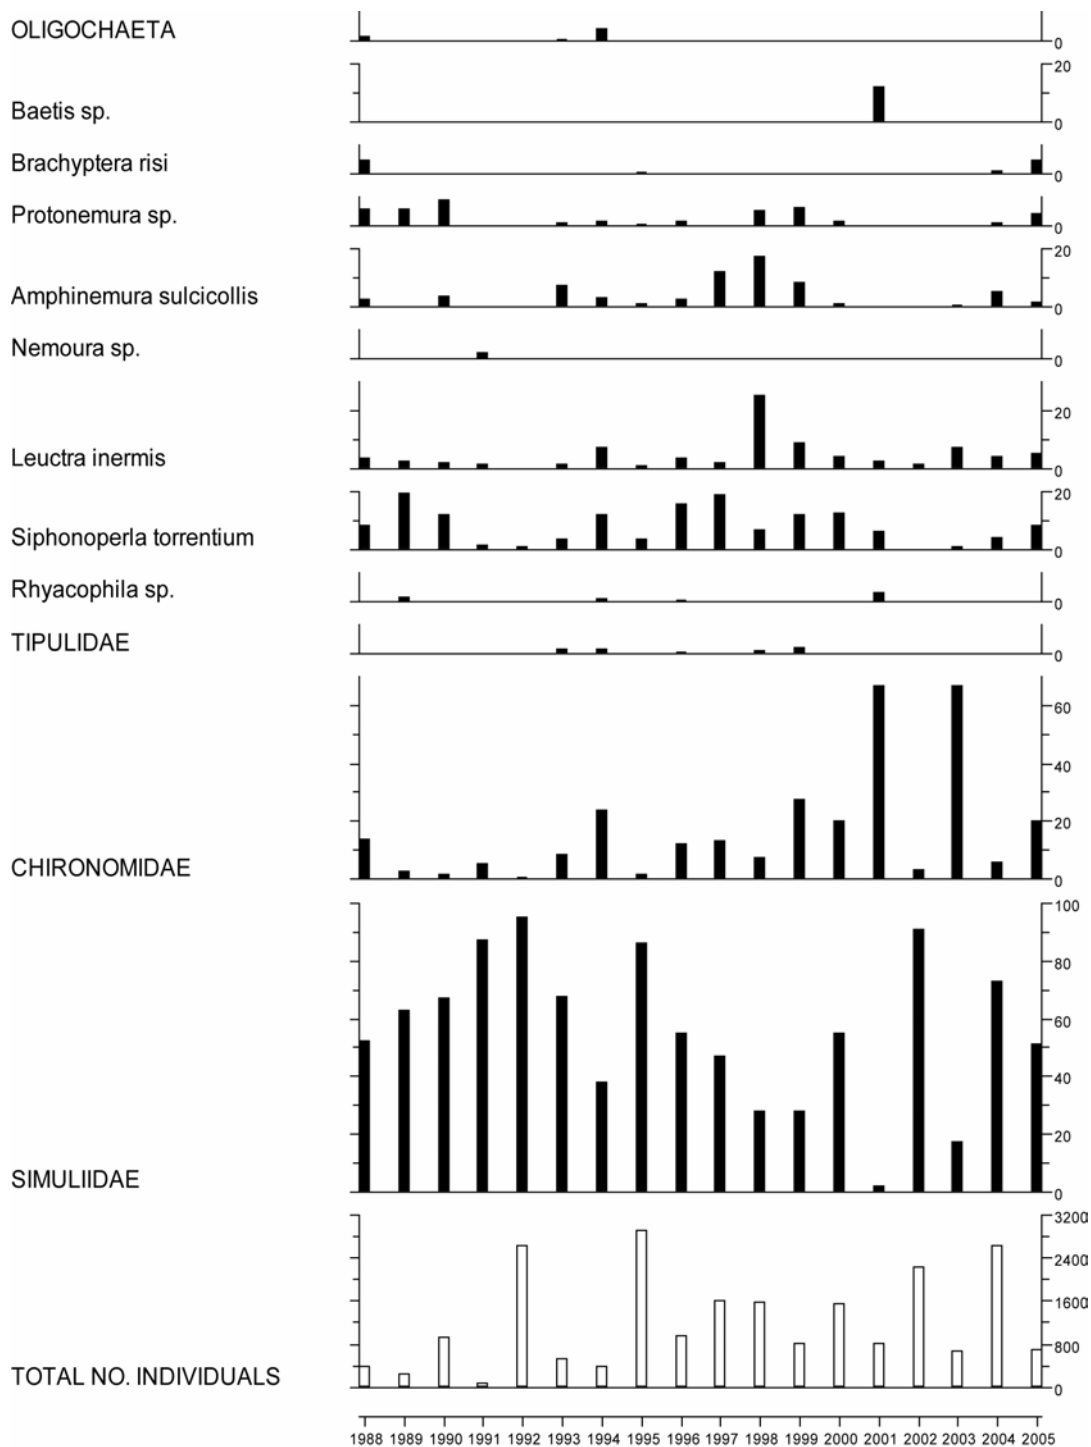 OLIGOCHAETA
0
20
Baetis sp.
0
Brachyptera risi
0
Protonemura sp.
0
20
Amphinemura sulcicollis
0
Nemoura sp.
0
20
Leuctra inermis
0
20
Siphonoperla torrentium
0
Rhyacophila sp.
0
TIPULIDAE
0
60
40
20
CHIRONOMIDAE
0
100
80
60
40
20
SIMULIIDAE
0
3200
2400
1600
800
TOTAL NO. INDIVIDUALS
0
1988 1989 1990 1991 1992 1993 1994 1995 1996 1997 1998 1999 2000 2001 2002 2003 2004 2005